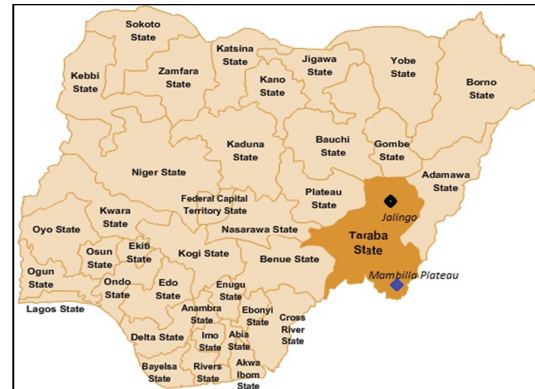 Sokoto
State
Katsina
State
Jigawa
State
Yobe
State
Borno
State
Kebbi
State
Zamfara
State
Kano
State
Kaduna
State
Bauchi
State
Gombe
State
Adamawa
State
Niger State
Plateau
State
Federal Capital
Territory State
Jalingo
Kwara
State
Nasarawa State
Taraba
State
Oyo State
Osun
State
Ekiti
State
Kogi State
Benue State
Mambilla Plateau
Ogun
State
Ondo
State
Edo
State
Enugu
State
Lagos State
Anambra
State
Ebonyi
State
Cross
River
State
Delta State
Imo
State
Abia
State
Bayelsa
State
Rivers
State
Akwa
Ibom
State